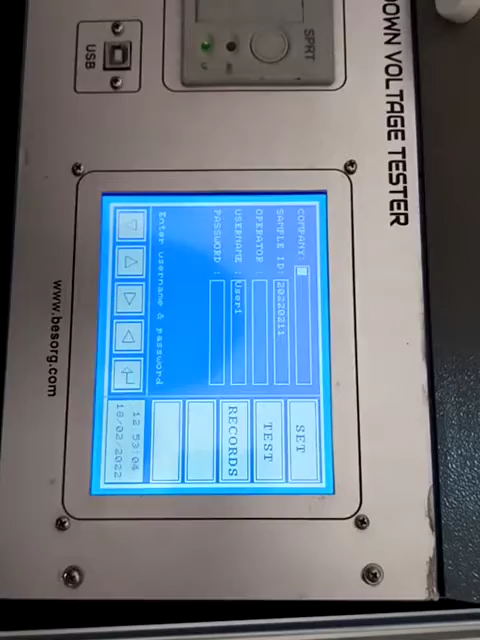 DOWN VOLTAGE TESTER
SPRT
USB
COMPANY:
SAMPLE ID: 20220211
OPERATOR :
USERNAME : User1
PASSWORD :
Enter username & password
SET
TEST
RECORDS
12:53:04
18/02/2022
www.besorg.com